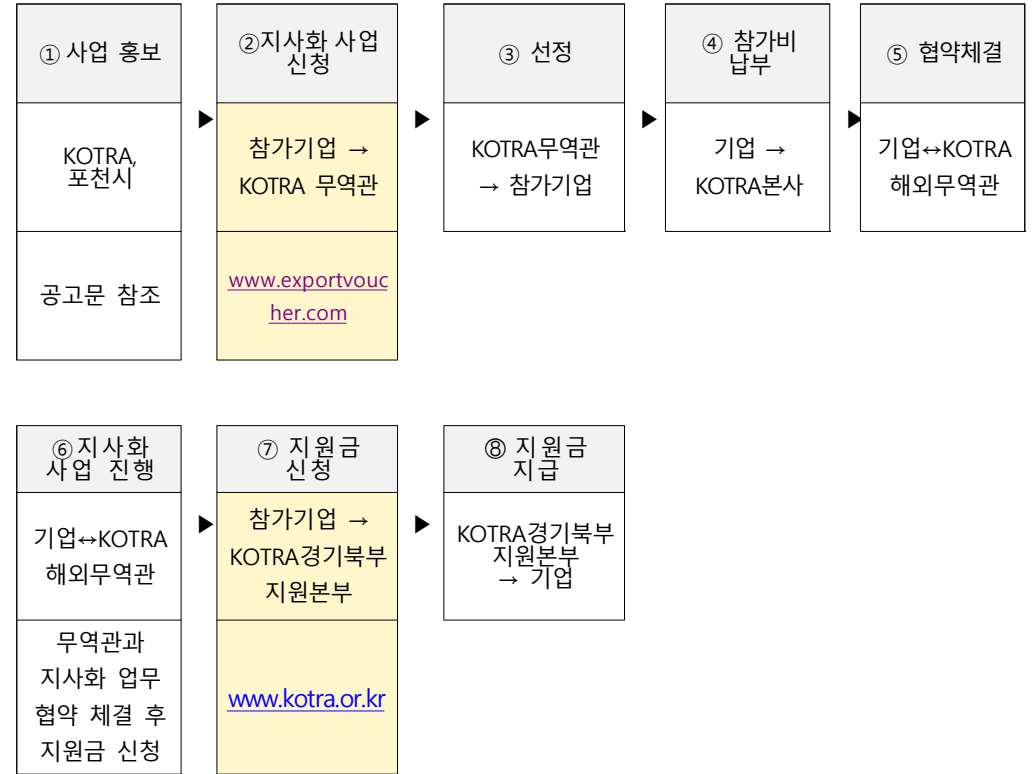 ① 사업 홍보
KOTRA,
포천시
공고문 참조
②지사화 사업
신청
참가기업 →
KOTRA 무역관
www.exportvouc
her.com
③ 선정
KOTRA무역관
→ 참가기업
④ 참가비
납부
기업 →
KOTRA본사
⑤ 협약체결
기업↔KOTRA
해외무역관
⑥지사화
사업 진행
기업↔KOTRA
해외무역관
무역관과
지사화 업무
협약 체결 후
지원금 신청
⑦ 지원금
신청
참가기업 →
KOTRA경기북부
지원본부
www.kotra.or.kr
⑧ 지원금
지급
KOTRA경기북부
지원본부
→ 기업